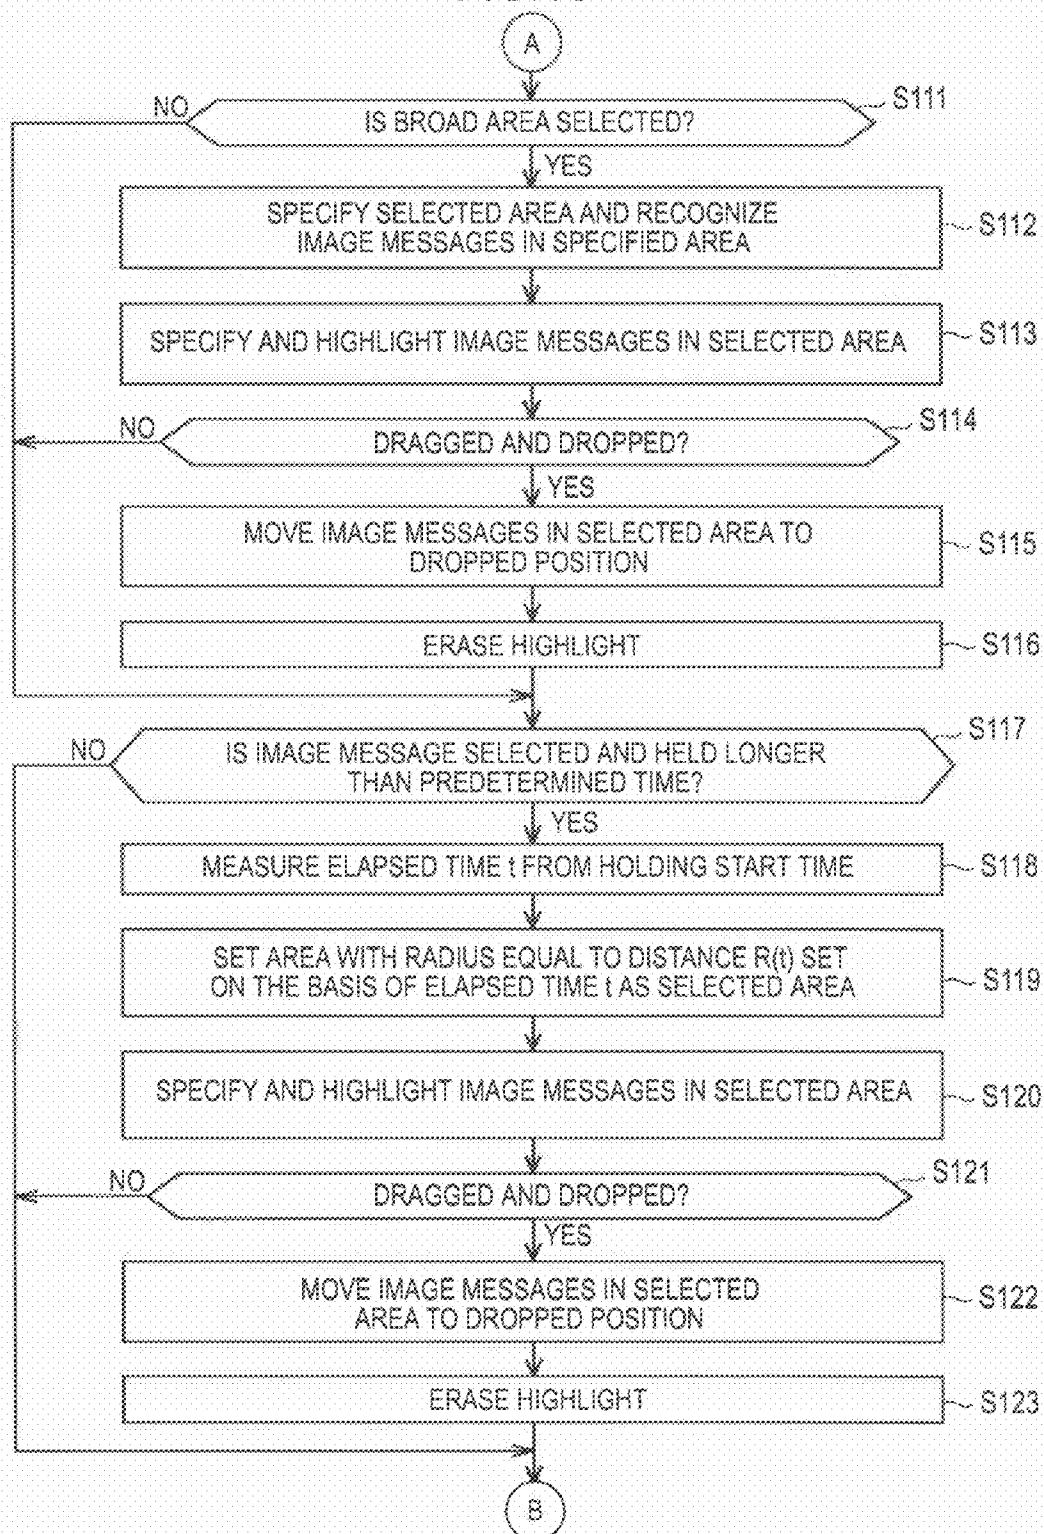 A
IS BROAD AREA SELECTED?
S111
NO
YES
SPECIFY SELECTED AREA AND RECOGNIZE
IMAGE MESSAGES IN SPECIFIED AREA
S112
SPECIFY AND HIGHLIGHT IMAGE MESSAGES IN SELECTED AREA
S113
DRAGGED AND DROPPED?
S114
NO
YES
MOVE IMAGE MESSAGES IN SELECTED AREA TO
DROPPED POSITION
S115
ERASE HIGHLIGHT
S116
IS IMAGE MESSAGE SELECTED AND HELD LONGER
THAN PREDETERMINED TIME?
S117
NO
YES
MEASURE ELAPSED TIME t FROM HOLDING START TIME
S118
SET AREA WITH RADIUS EQUAL TO DISTANCE R(t) SET
ON THE BASIS OF ELAPSED TIME t AS SELECTED AREA
S119
SPECIFY AND HIGHLIGHT IMAGE MESSAGES IN SELECTED AREA
S120
DRAGGED AND DROPPED?
S121
NO
YES
MOVE IMAGE MESSAGES IN SELECTED
AREA TO DROPPED POSITION
S122
ERASE HIGHLIGHT
S123
B